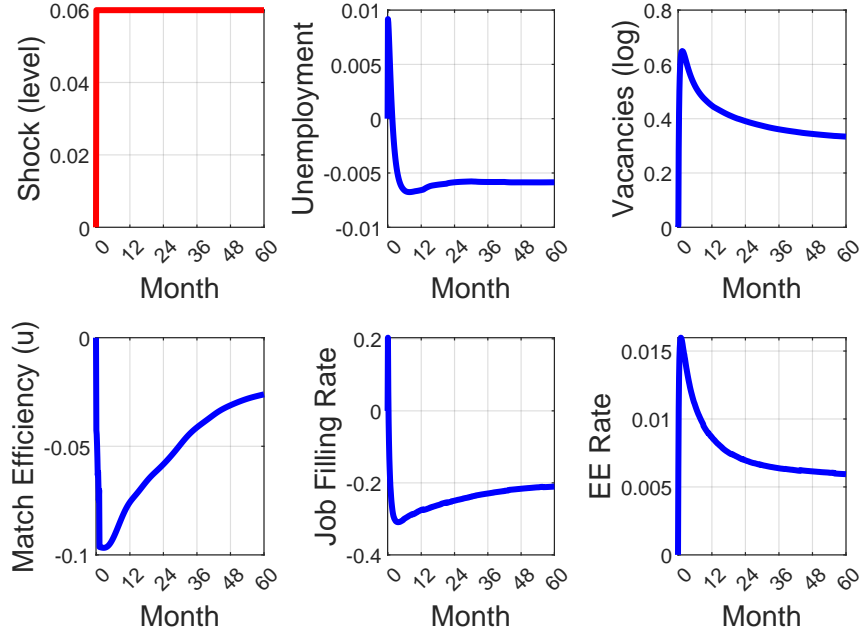 Shock (level)
0.06
0.04
0.02
0
0 12 24 36 48 60
Month
Unemployment
0.01
0.005
0
-0.005
-0.01
0 12 24 36 48 60
Month
Vacancies (log)
0.8
0.6
0.4
0.2
0
0 12 24 36 48 60
Month
Match Efficiency (u)
0
-0.05
-0.1
0 12 24 36 48 60
Month
Job Filling Rate
0.2
0
-0.2
-0.4
0 12 24 36 48 60
Month
EE Rate
0.015
0.01
0.005
0
0 12 24 36 48 60
Month